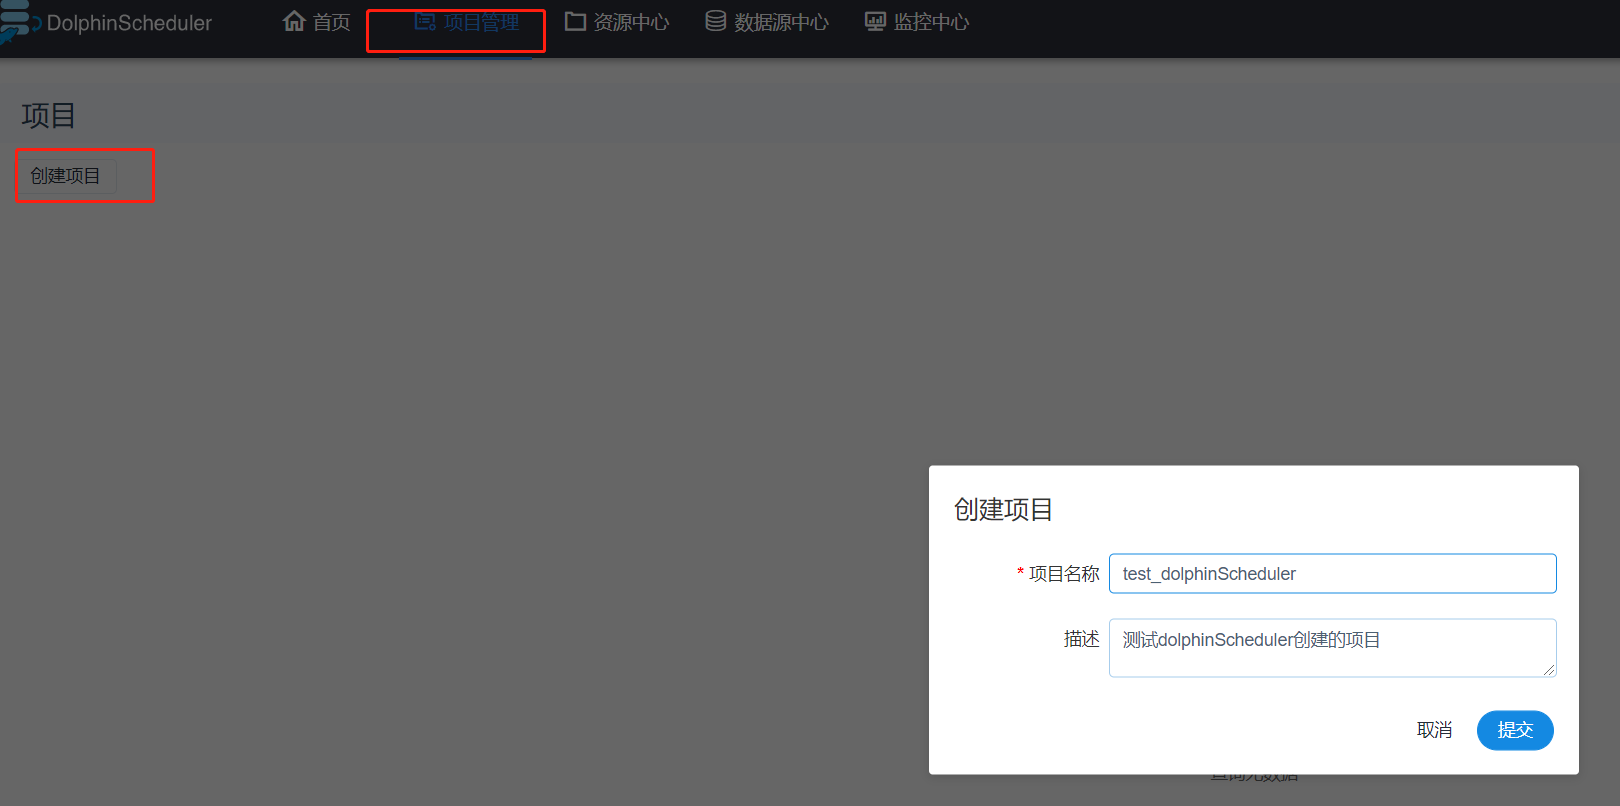 DolphinScheduler 首页 项目管理 资源中心 数据源中心 监控中心
项目
创建项目
创建项目
* 项目名称 test_dolphinScheduler
描述 测试dolphinScheduler创建的项目
取消 提交